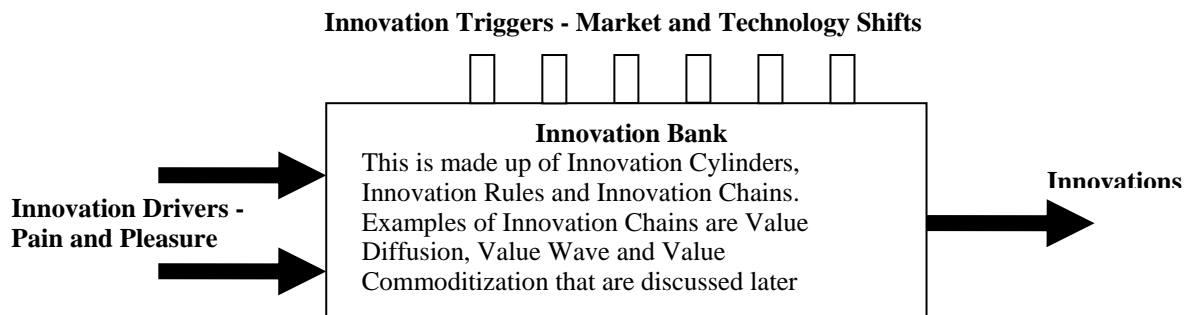 Innovation Triggers - Market and Technology Shifts
Innovation Bank
This is made up of Innovation Cylinders,
Innovation Rules and Innovation Chains.
Examples of Innovation Chains are Value
Diffusion, Value Wave and Value
Commoditization that are discussed later
Innovation Drivers -
Pain and Pleasure
Innovations